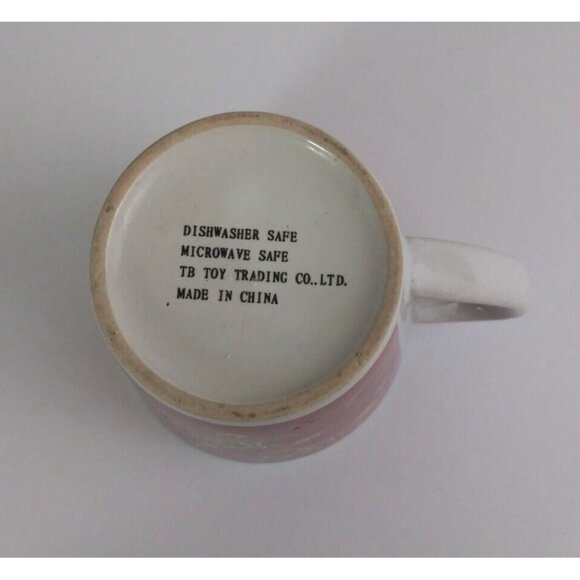 DISHWASHER SAFE
MICROWAVE SAFE
TB TOY TRADING CO..LTD.
MADE IN CHINA